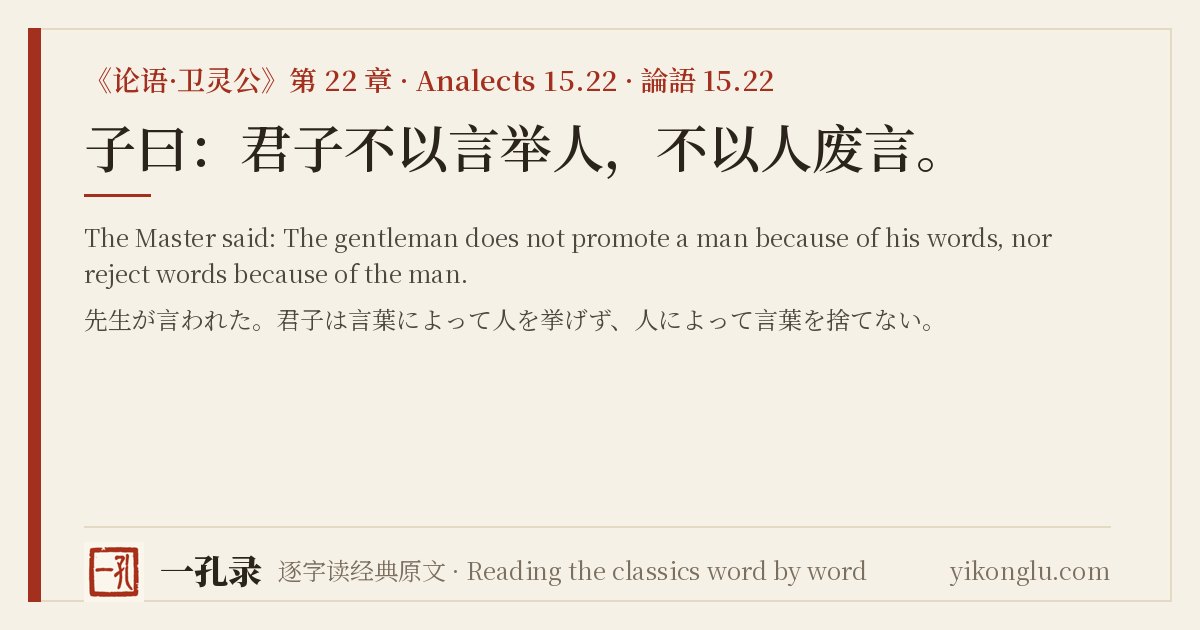 《论语·卫灵公》第 22 章 · Analects 15.22 · 論語 15.22
子曰：君子不以言举人，不以人废言。
The Master said: The gentleman does not promote a man because of his words, nor
reject words because of the man.
先生が言われた。君子は言葉によって人を挙げず、人によって言葉を捨てない。
一孔
一孔录 逐字读经典原文 · Reading the classics word by word yikonglu.com